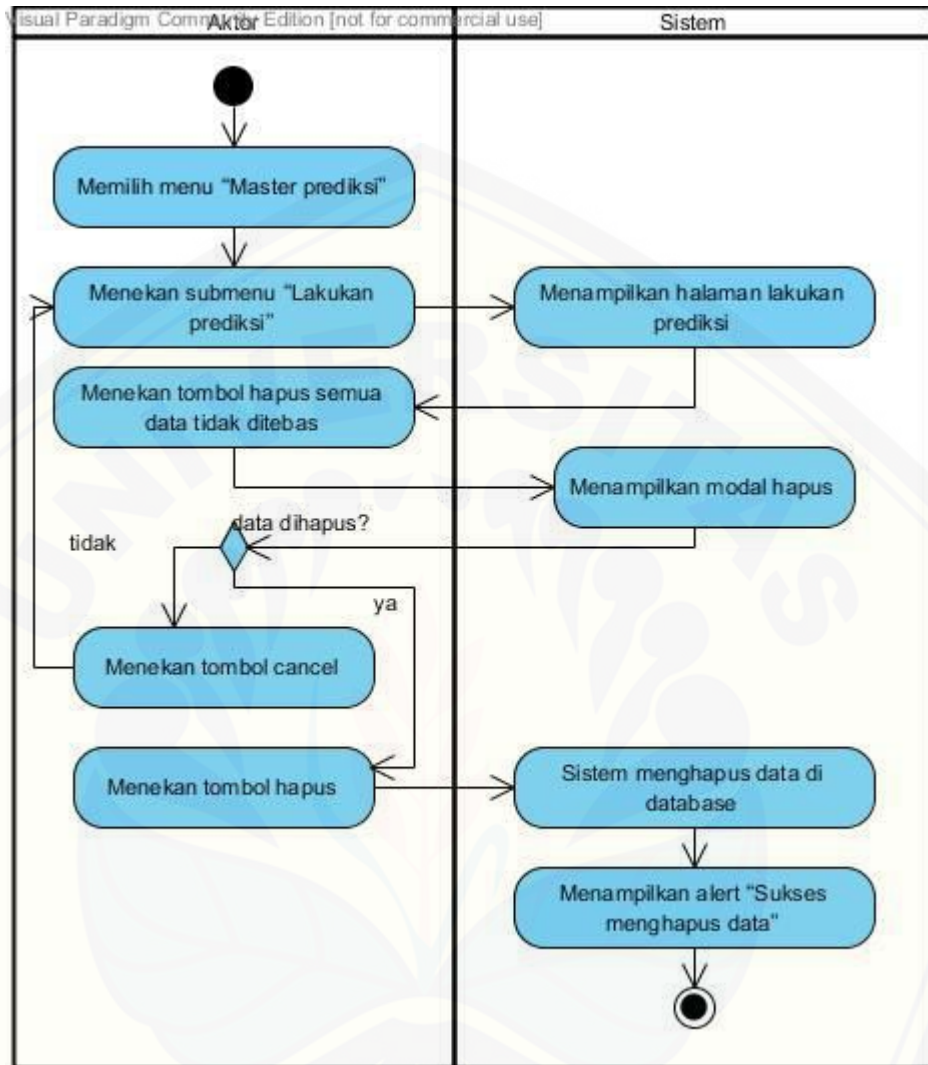 Visual Paradigm Community Edition [not for commercial use]
Aktor
Sistem
Memilih menu “Master prediksi”
Menekan submenu “Lakukan
prediksi”
Menampilkan halaman lakukan
prediksi
Menekan tombol hapus semua
data tidak ditebas
Menampilkan modal hapus
data dihapus?
tidak
ya
Menekan tombol cancel
Menekan tombol hapus
Sistem menghapus data di
database
Menampilkan alert “Sukses
menghapus data”
UNIVERSITAS